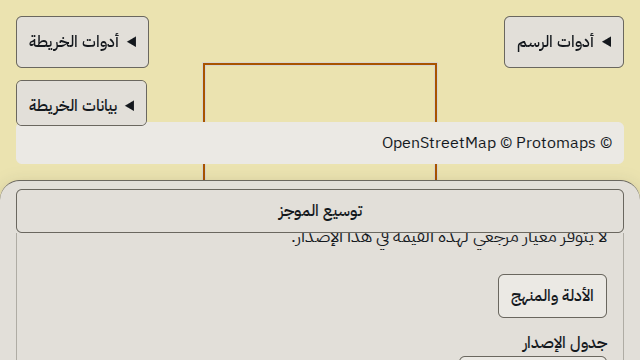 أدوات الرسم
أدوات الخريطة
بيانات الخريطة
OpenStreetMap © Protomaps ©
توسيع الموجز
لا يتوفر معيار مرجعي لهذه القيمة في هذا الإصدار.
الأدلة والمنهج
جدول الإصدار